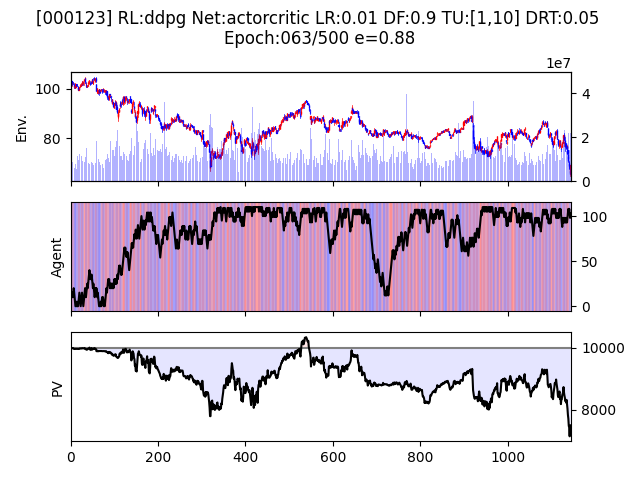 [000123] RL:ddpg Net:actorcritic LR:0.01 DF:0.9 TU:[1,10] DRT:0.05
Epoch:063/500 e=0.88
1e7
Env.
100
80
4
2
0
Agent
100
50
0
PV
10000
8000
0
200
400
600
800
1000